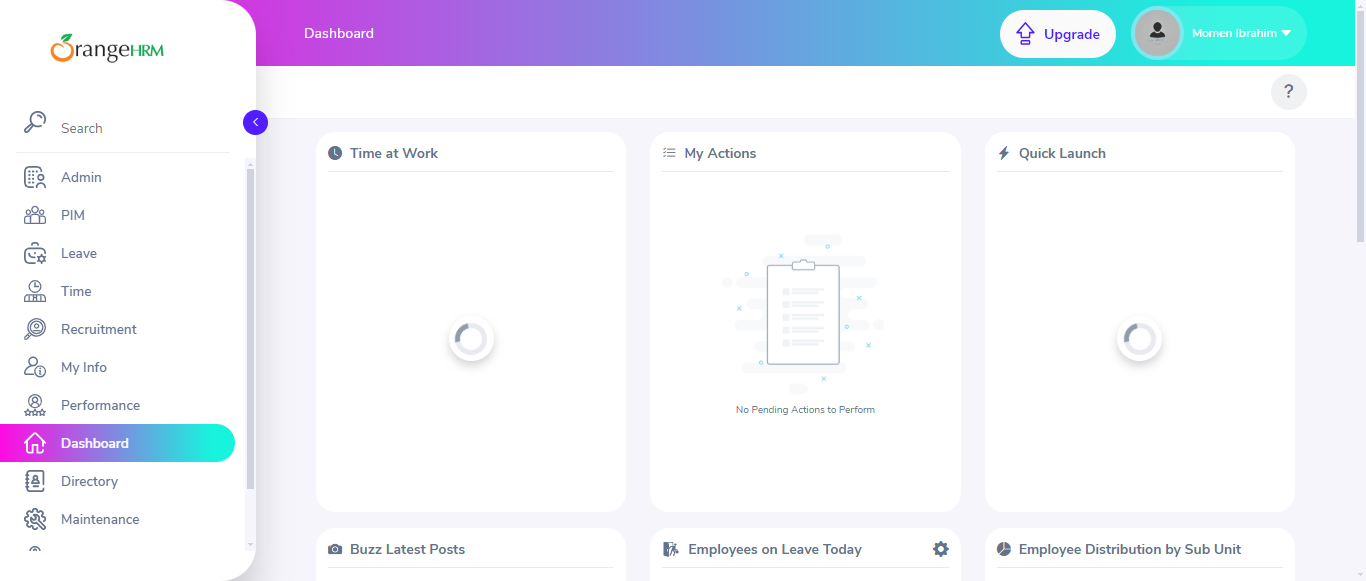 OrangeHRM
Dashboard
Upgrade
Momen Ibrahim
?
Search
Admin
PIM
Leave
Time
Recruitment
My Info
Performance
Dashboard
Directory
Maintenance
Time at Work
My Actions
No Pending Actions to Perform
Quick Launch
Buzz Latest Posts
Employees on Leave Today
Employee Distribution by Sub Unit